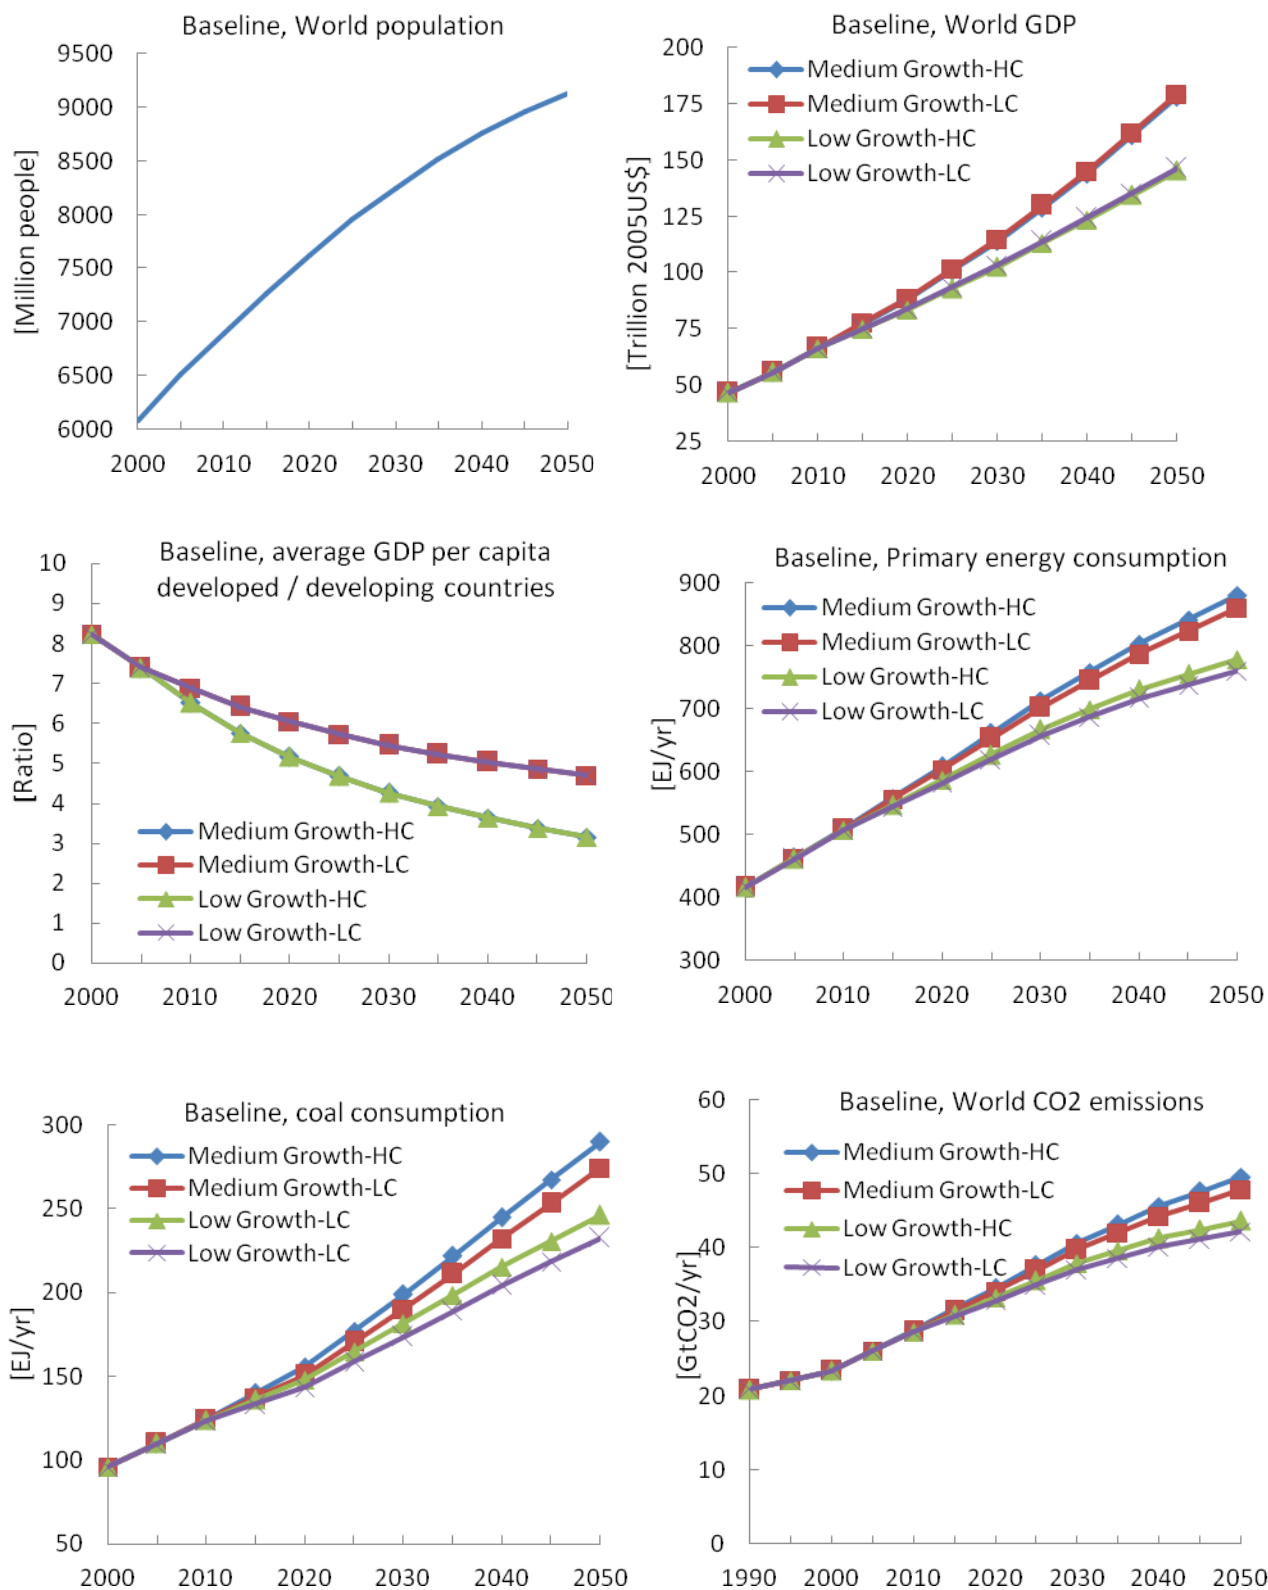 Baseline, World population
[Million people]
9500
9000
8500
8000
7500
7000
6500
6000
2000 2010 2020 2030 2040 2050
Baseline, World GDP
[Trillion 2005US$]
200
175
150
125
100
75
50
25
Medium Growth-HC
Medium Growth-LC
Low Growth-HC
Low Growth-LC
2000 2010 2020 2030 2040 2050
Baseline, average GDP per capita
developed / developing countries
[Ratio]
10
9
8
7
6
5
4
3
2
1
0
Medium Growth-HC
Medium Growth-LC
Low Growth-HC
Low Growth-LC
2000 2010 2020 2030 2040 2050
Baseline, Primary energy consumption
[EJ/yr]
900
800
700
600
500
400
300
Medium Growth-HC
Medium Growth-LC
Low Growth-HC
Low Growth-LC
2000 2010 2020 2030 2040 2050
Baseline, coal consumption
[EJ/yr]
300
250
200
150
100
50
Medium Growth-HC
Medium Growth-LC
Low Growth-LC
Low Growth-LC
2000 2010 2020 2030 2040 2050
Baseline, World CO2 emissions
[GtCO2/yr]
60
50
40
30
20
10
0
Medium Growth-HC
Medium Growth-LC
Low Growth-HC
Low Growth-LC
1990 2000 2010 2020 2030 2040 2050